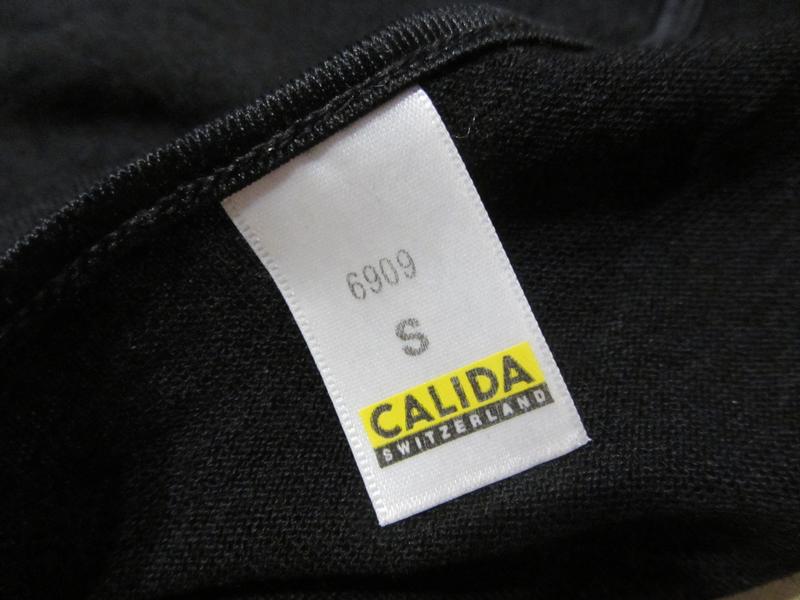 6909
S
CALIDA
SWITZERLAND